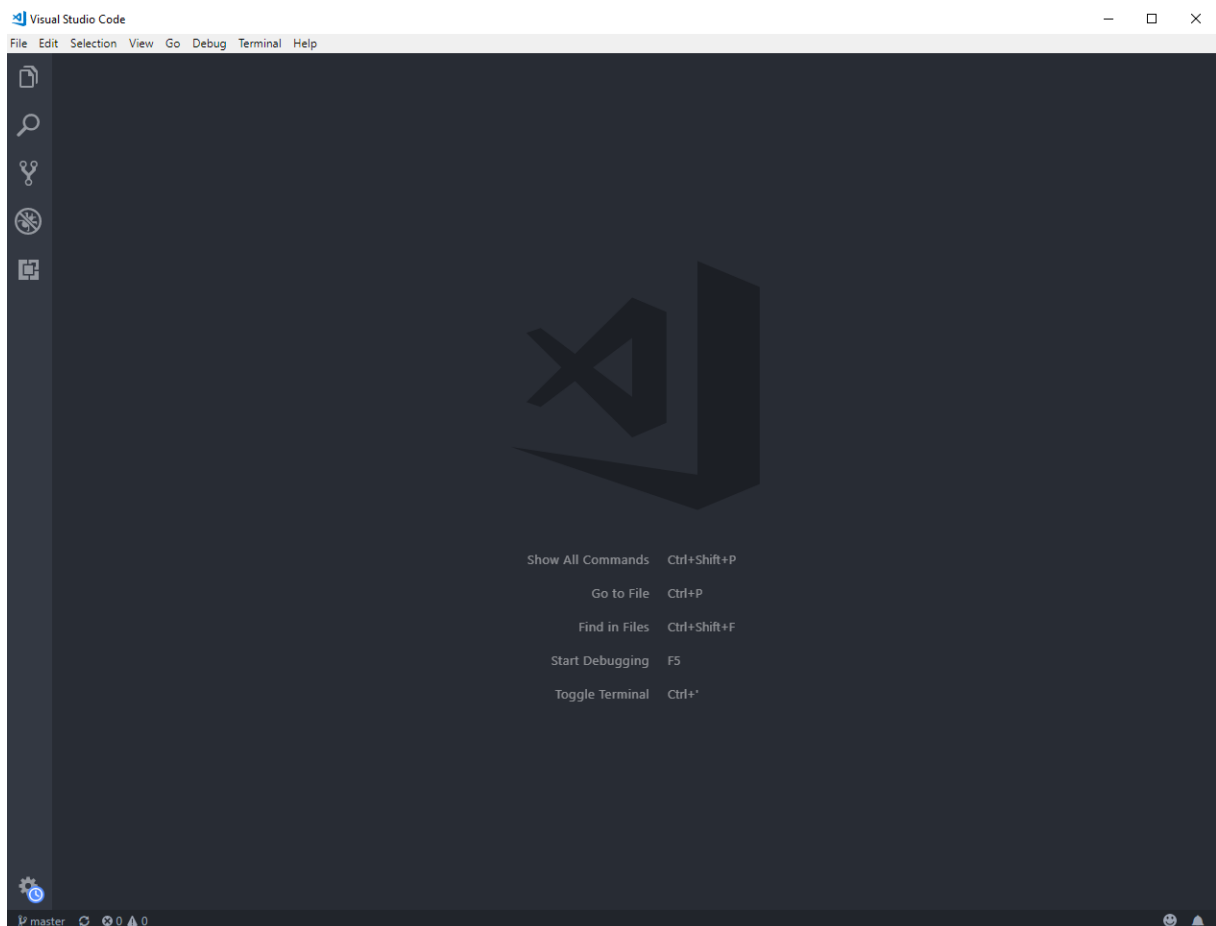 Visual Studio Code
File Edit Selection View Go Debug Terminal Help
Show All Commands Ctrl+Shift+P
Go to File Ctrl+P
Find in Files Ctrl+Shift+F
Start Debugging F5
Toggle Terminal Ctrl+'
master 0 0